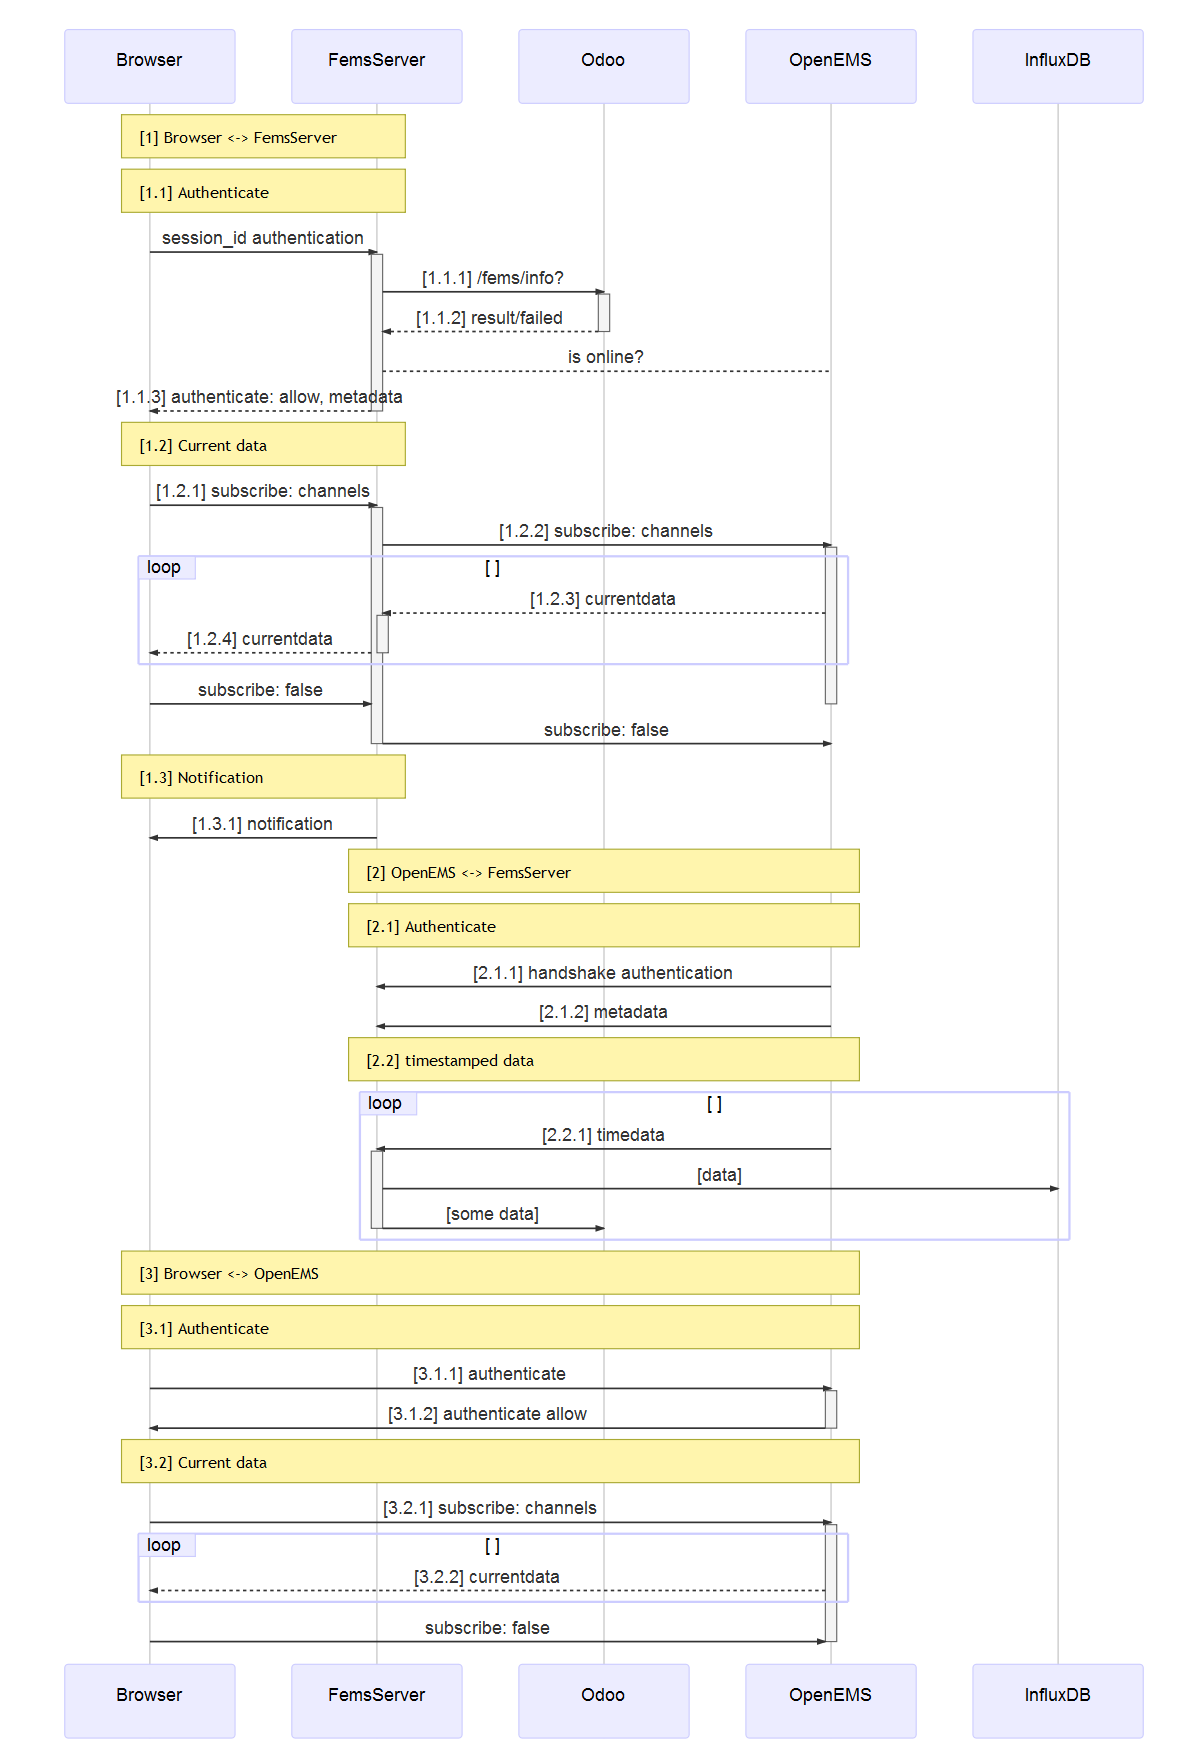 Browser
FemsServer
Odoo
OpenEMS
InfluxDB
[1] Browser <-> FemsServer
[1.1] Authenticate
session_id authentication
[1.1.1] /fems/info?
[1.1.2] result/failed
is online?
[1.1.3] authenticate: allow, metadata
[1.2] Current data
[1.2.1] subscribe: channels
[1.2.2] subscribe: channels
loop
[ ]
[1.2.3] currentdata
[1.2.4] currentdata
subscribe: false
subscribe: false
[1.3] Notification
[1.3.1] notification
[2] OpenEMS <-> FemsServer
[2.1] Authenticate
[2.1.1] handshake authentication
[2.1.2] metadata
[2.2] timestamped data
loop
[ ]
[2.2.1] timedata
[data]
[some data]
[3] Browser <-> OpenEMS
[3.1] Authenticate
[3.1.1] authenticate
[3.1.2] authenticate allow
[3.2] Current data
[3.2.1] subscribe: channels
loop
[ ]
[3.2.2] currentdata
subscribe: false
Browser
FemsServer
Odoo
OpenEMS
InfluxDB